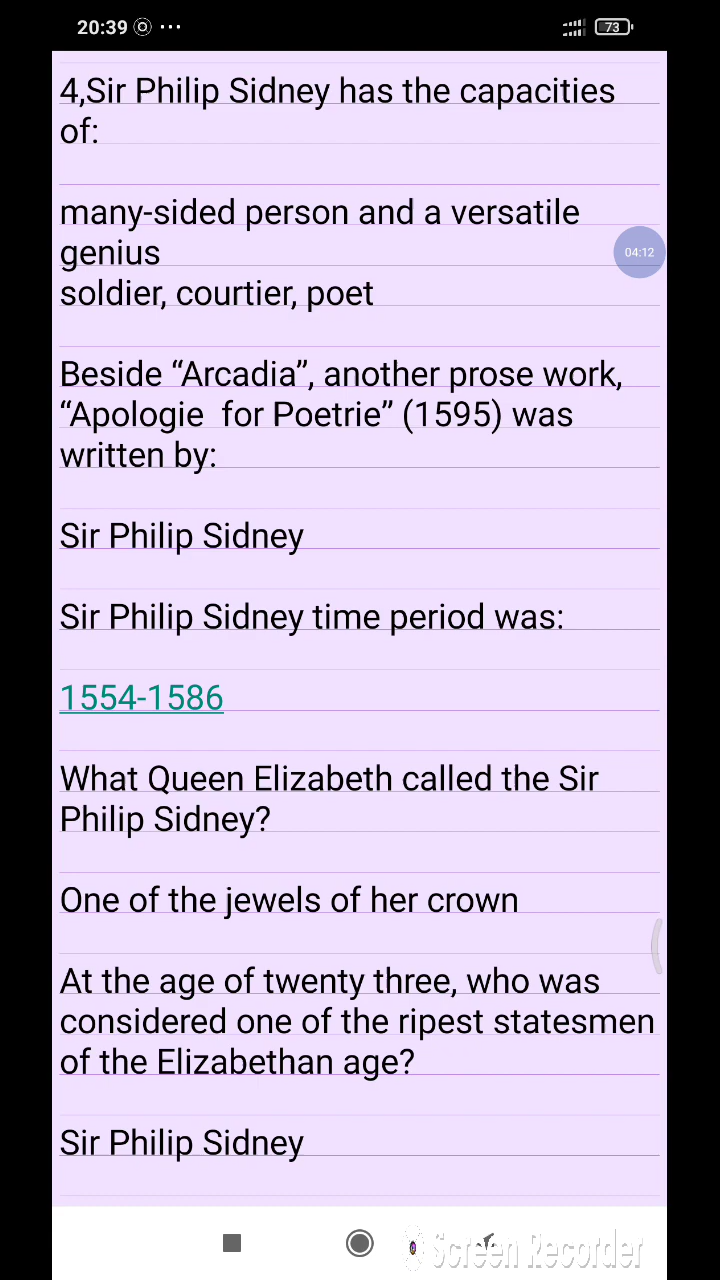 20:39
73
4,Sir Philip Sidney has the capacities
of:
many-sided person and a versatile
genius
04:12
soldier, courtier, poet
Beside “Arcadia”, another prose work,
“Apologie  for Poetrie” (1595) was
written by:
Sir Philip Sidney
Sir Philip Sidney time period was:
1554-1586
What Queen Elizabeth called the Sir
Philip Sidney?
One of the jewels of her crown
At the age of twenty three, who was
considered one of the ripest statesmen
of the Elizabethan age?
Sir Philip Sidney
Screen Recorder